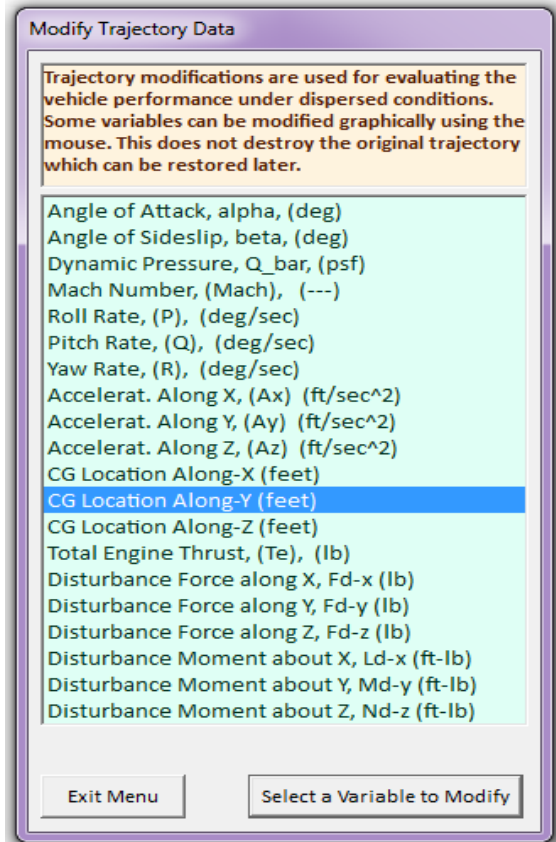 Modify Trajectory Data
Trajectory modifications are used for evaluating the
vehicle performance under dispersed conditions.
Some variables can be modified graphically using the
mouse. This does not destroy the original trajectory
which can be restored later.
Angle of Attack, alpha, (deg)
Angle of Sideslip, beta, (deg)
Dynamic Pressure, Q_bar, (psf)
Mach Number, (Mach), (---)
Roll Rate, (P), (deg/sec)
Pitch Rate, (Q), (deg/sec)
Yaw Rate, (R), (deg/sec)
Accelerat. Along X, (Ax) (ft/sec^2)
Accelerat. Along Y, (Ay) (ft/sec^2)
Accelerat. Along Z, (Az) (ft/sec^2)
CG Location Along-X (feet)
CG Location Along-Y (feet)
CG Location Along-Z (feet)
Total Engine Thrust, (Te), (lb)
Disturbance Force along X, Fd-x (lb)
Disturbance Force along Y, Fd-y (lb)
Disturbance Force along Z, Fd-z (lb)
Disturbance Moment about X, Ld-x (ft-lb)
Disturbance Moment about Y, Md-y (ft-lb)
Disturbance Moment about Z, Nd-z (ft-lb)
Exit Menu
Select a Variable to Modify